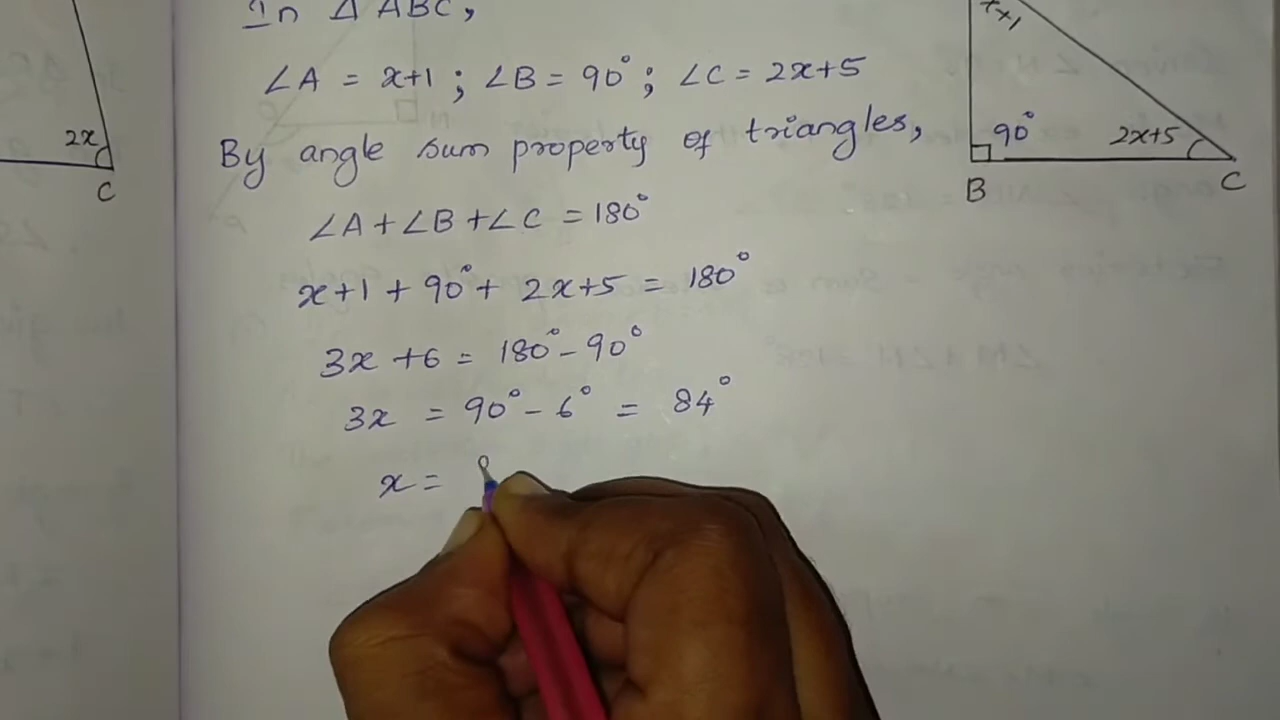 In Δ ABC,
∠A = x+1 ; ∠B = 90° ; ∠C = 2x+5
By angle sum property of triangles,
∠A + ∠B + ∠C = 180°
x+1 + 90° + 2x+5 = 180°
3x + 6 = 180° - 90°
3x = 90° - 6° = 84°
x =
2x
C
x+1
90°
2x+5
B
C